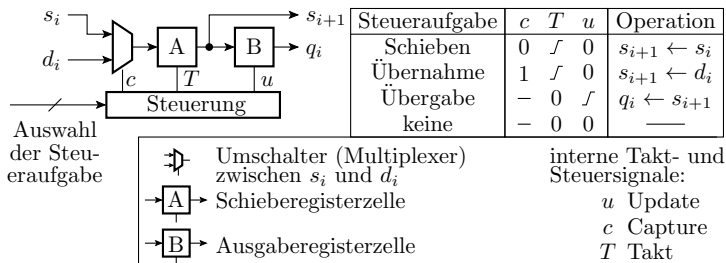 s_i
d_i
A
B
s_{i+1}
q_i
c
T
u
Steuerung
Auswahl
der Steu-
eraufgabe
Steueraufgabe c T u Operation
Schieben 0 ⌐ 0 s_{i+1} ← s_i
Übernahme 1 ⌐ 0 s_{i+1} ← d_i
Übergabe – 0 ⌐ q_i ← s_{i+1}
keine – 0 0 —
Umschalter (Multiplexer)
zwischen s_i und d_i
A Schieberegisterzelle
B Ausgaberegisterzelle
interne Takt- und
Steuersignale:
u Update
c Capture
T Takt